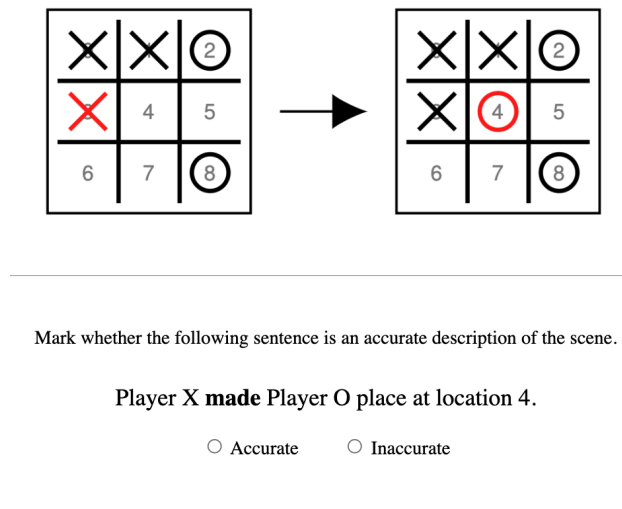 2 2
4 5 4 5
6 7 8 6 7 8
Mark whether the following sentence is an accurate description of the scene.
Player X made Player O place at location 4.
Accurate Inaccurate